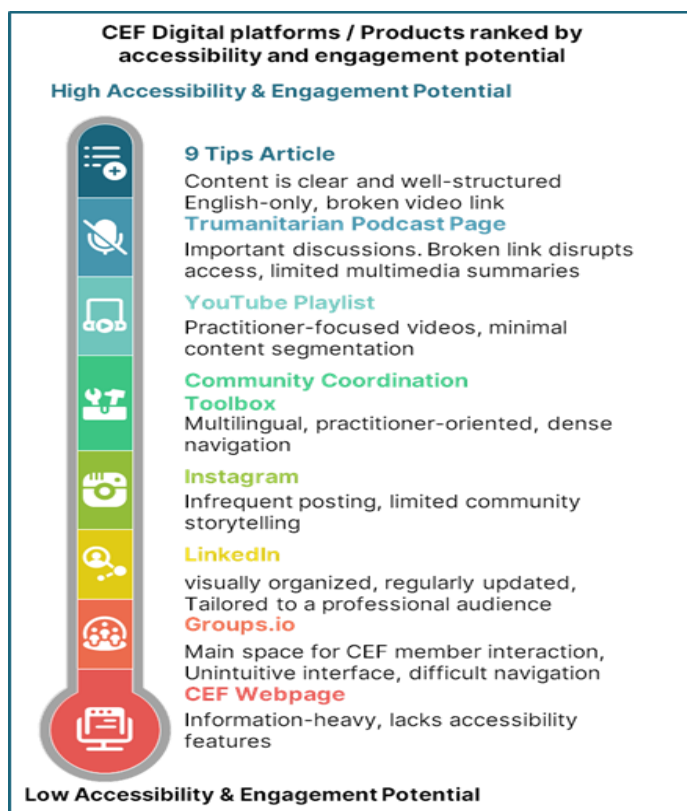 CEF Digital platforms / Products ranked by
accessibility and engagement potential
High Accessibility & Engagement Potential
9 Tips Article
Content is clear and well-structured
English-only, broken video link
Trumanitarian Podcast Page
Important discussions. Broken link disrupts
access, limited multimedia summaries
YouTube Playlist
Practitioner-focused videos, minimal
content segmentation
Community Coordination
Toolbox
Multilingual, practitioner-oriented, dense
navigation
Instagram
Infrequent posting, limited community
storytelling
LinkedIn
visually organized, regularly updated,
Tailored to a professional audience
Groups.io
Main space for CEF member interaction,
Unintuitive interface, difficult navigation
CEF Webpage
Information-heavy, lacks accessibility
features
Low Accessibility & Engagement Potential